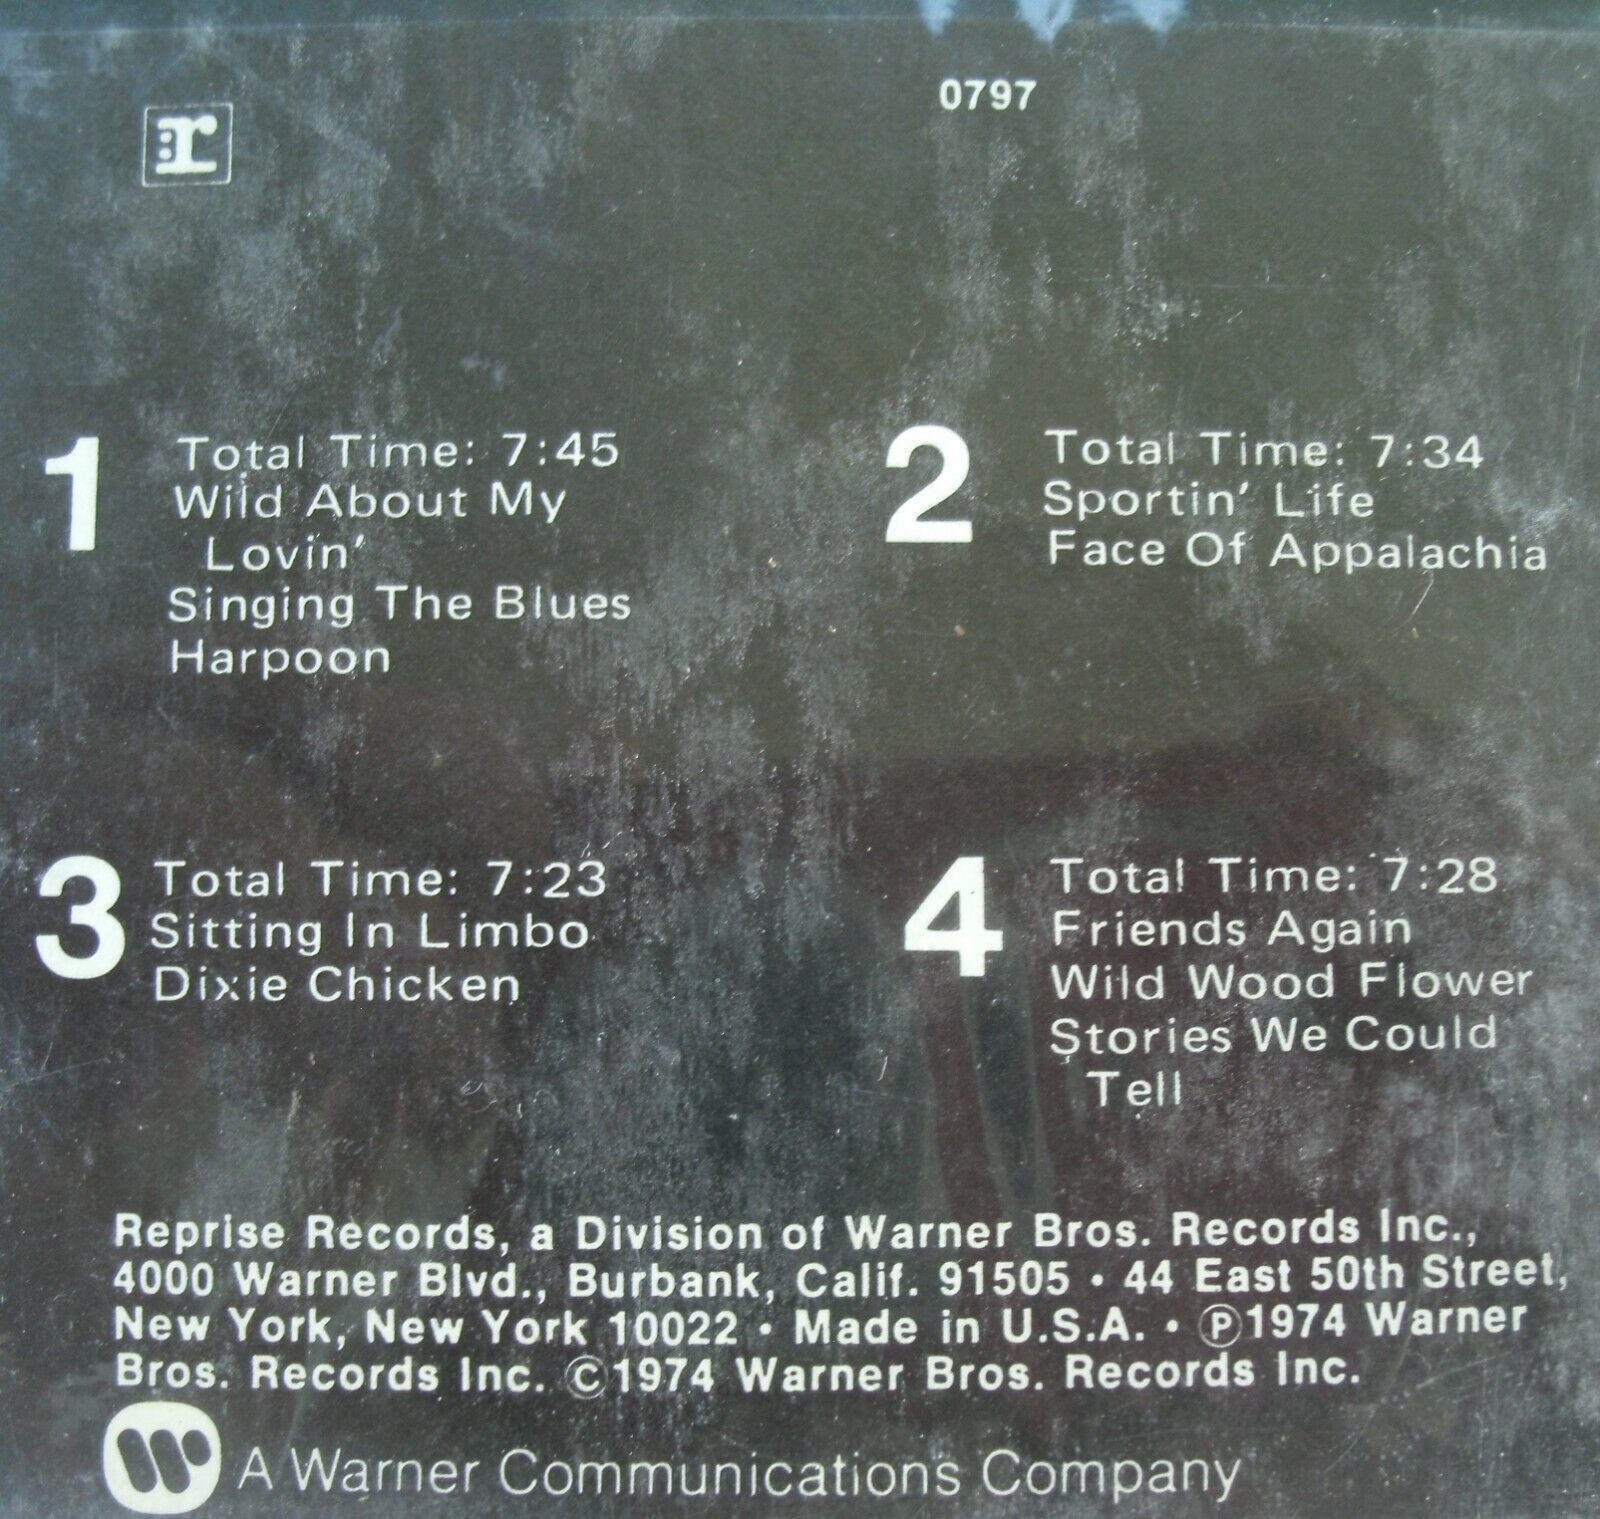 0797
r
1
Total Time: 7:45
Wild About My
Lovin'
Singing The Blues
Harpoon
2
Total Time: 7:34
Sportin' Life
Face Of Appalachia
3
Total Time: 7:23
Sitting In Limbo
Dixie Chicken
4
Total Time: 7:28
Friends Again
Wild Wood Flower
Stories We Could
Tell
Reprise Records, a Division of Warner Bros. Records Inc.,
4000 Warner Blvd., Burbank, Calif. 91505 • 44 East 50th Street,
New York, New York 10022 • Made in U.S.A. • ℗1974 Warner
Bros. Records Inc. ©1974 Warner Bros. Records Inc.
A Warner Communications Company